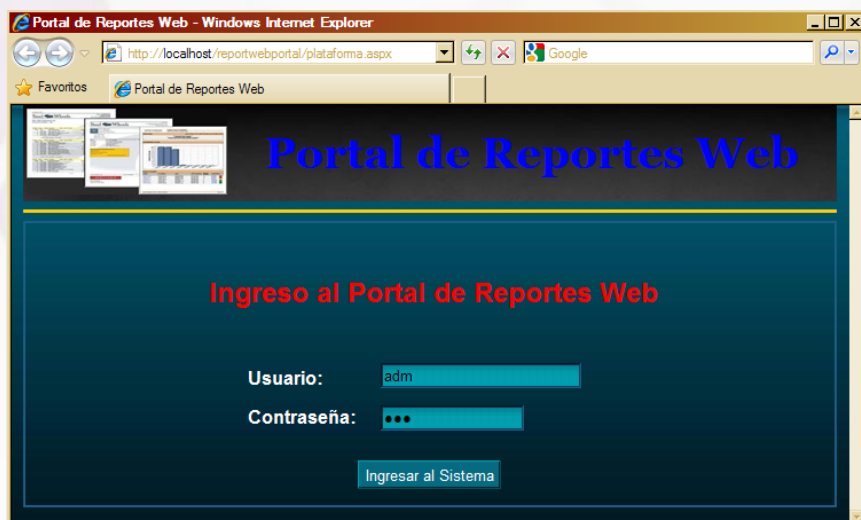 Portal de Reportes Web - Windows Internet Explorer
http://localhost/reportwebportal/plataforma.aspx
Google
Favoritos
Portal de Reportes Web
Portal de Reportes Web
Ingreso al Portal de Reportes Web
Usuario: adm
Contraseña: •••
Ingresar al Sistema